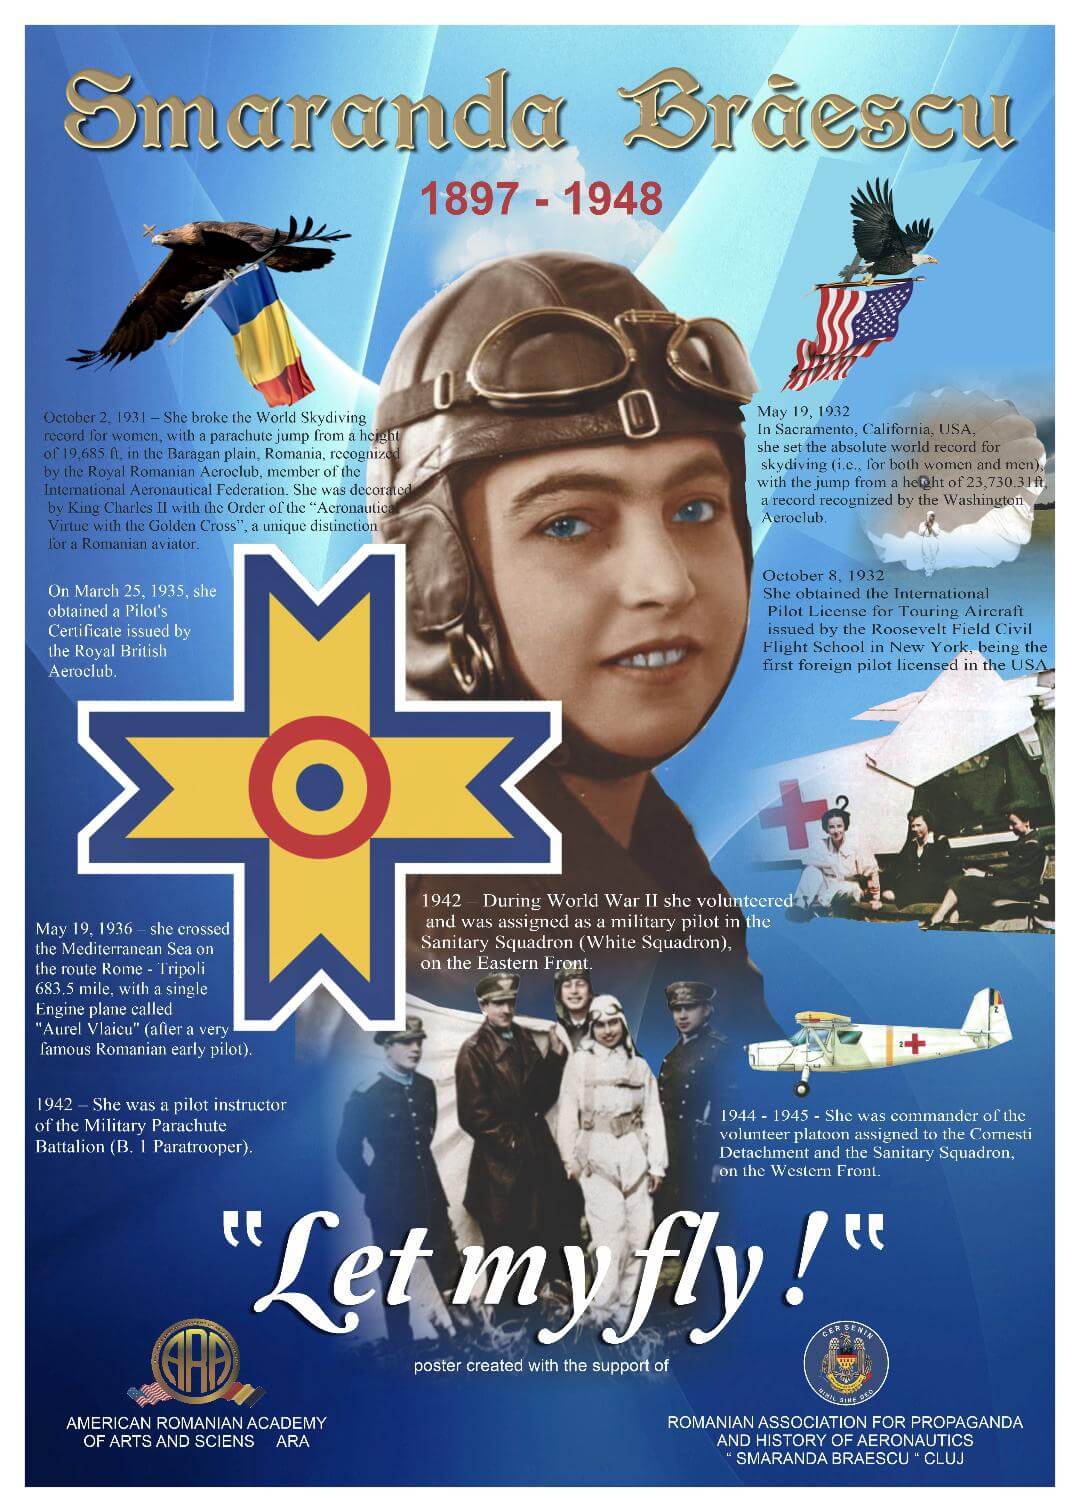 Smaranda Brăescu
1897 - 1948
October 2, 1931 – She broke the World Skydiving
record for women, with a parachute jump from a height
of 19,685 ft, in the Baragan plain, Romania, recognized
by the Royal Romanian Aeroclub, member of the
International Aeronautical Federation. She was decorated
by King Charles II with the Order of the “Aeronautical
Virtue with the Golden Cross”, a unique distinction
for a Romanian aviator.
On March 25, 1935, she
obtained a Pilot's
Certificate issued by
the Royal British
Aeroclub.
May 19, 1932
In Sacramento, California, USA,
she set the absolute world record for
skydiving (i.e., for both women and men),
with the jump from a height of 23,730.31ft,
a record recognized by the Washington
Aeroclub.
October 8, 1932
She obtained the International
Pilot License for Touring Aircraft
issued by the Roosevelt Field Civil
Flight School in New York, being the
first foreign pilot licensed in the USA
2
1942 – During World War II she volunteered
and was assigned as a military pilot in the
Sanitary Squadron (White Squadron),
on the Eastern Front.
May 19, 1936 – she crossed
the Mediterranean Sea on
the route Rome - Tripoli
683.5 mile, with a single
Engine plane called
"Aurel Vlaicu" (after a very
famous Romanian early pilot).
1942 – She was a pilot instructor
of the Military Parachute
Battalion (B. 1 Paratrooper).
2
2
1944 - 1945 - She was commander of the
volunteer platoon assigned to the Cornesti
Detachment and the Sanitary Squadron,
on the Western Front.
"Let my fly!"
poster created with the support of
ARA
AMERICAN ROMANIAN ACADEMY
OF ARTS AND SCIENS ARA
CER SENIN
NIHIL SINE DEO
ROMANIAN ASSOCIATION FOR PROPAGANDA
AND HISTORY OF AERONAUTICS
“ SMARANDA BRAESCU “ CLUJ